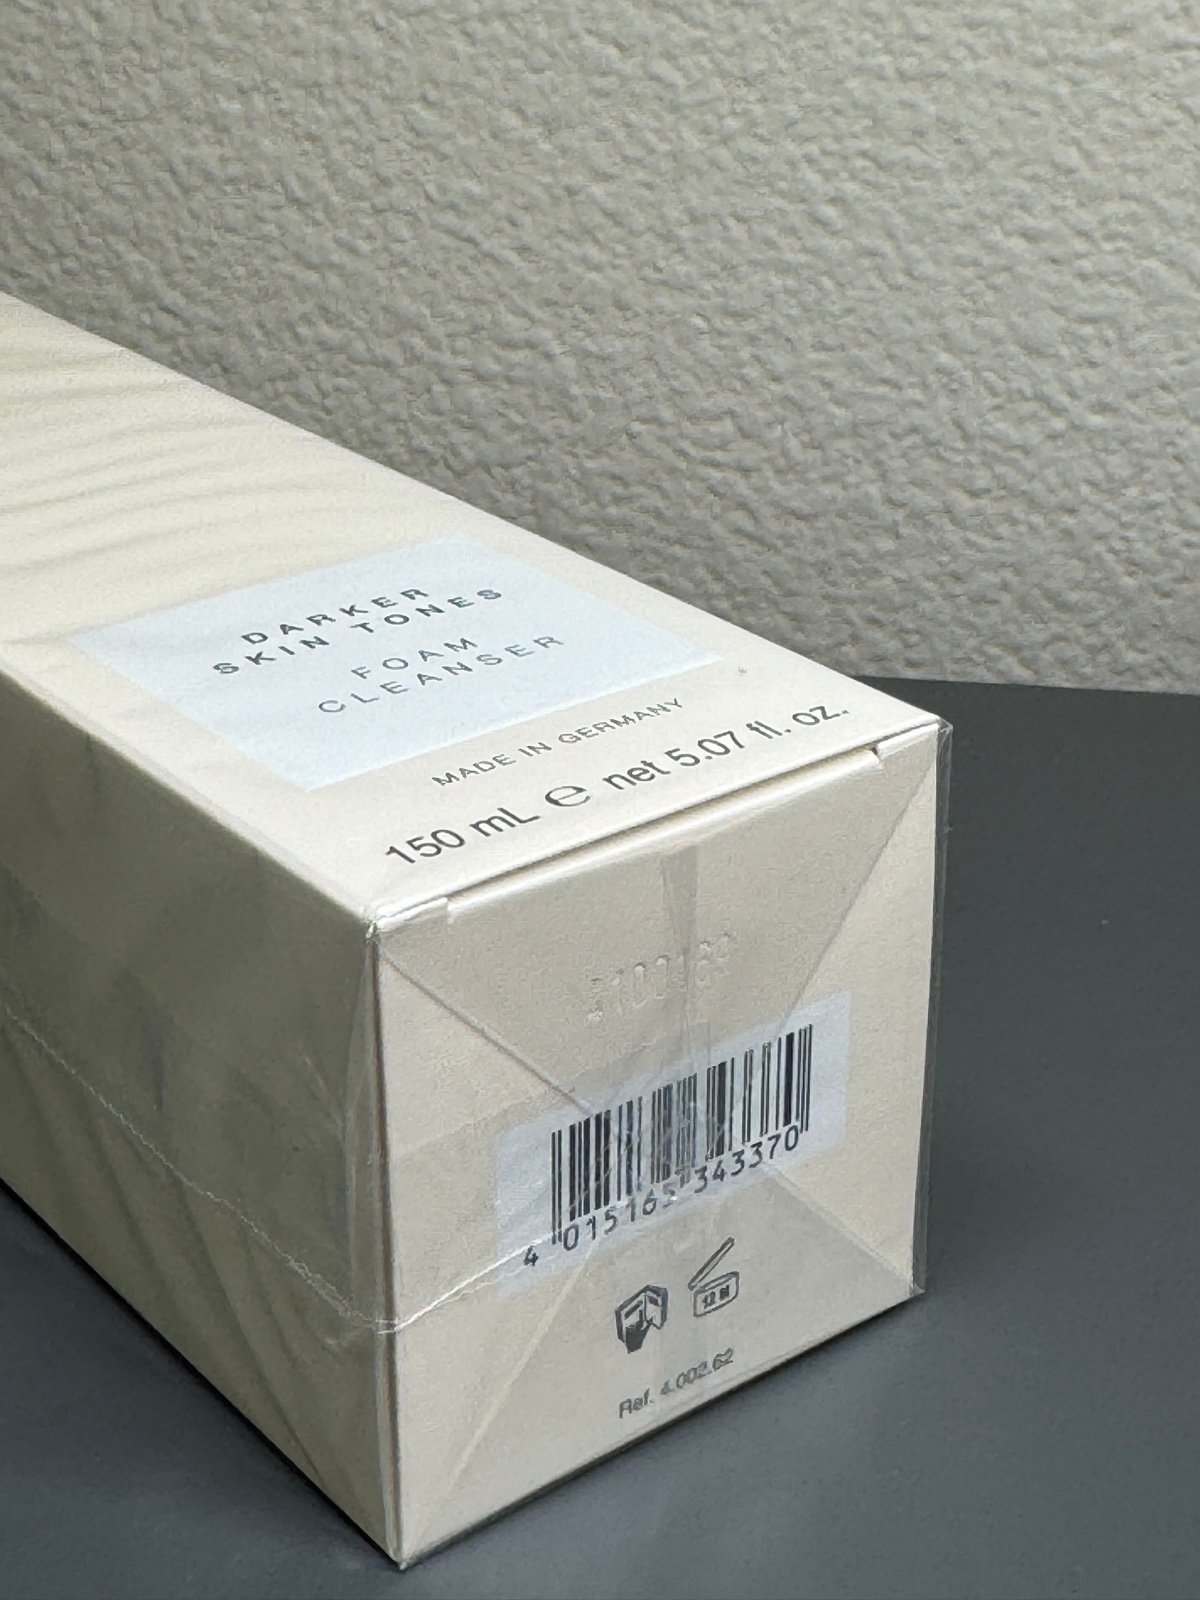 DARKER
SKIN TONES
FOAM
CLEANSER
MADE IN GERMANY
150 mL ℮ net 5.07 fl. oz.
4 015165 343370
12 M
Ref. 4.002.62